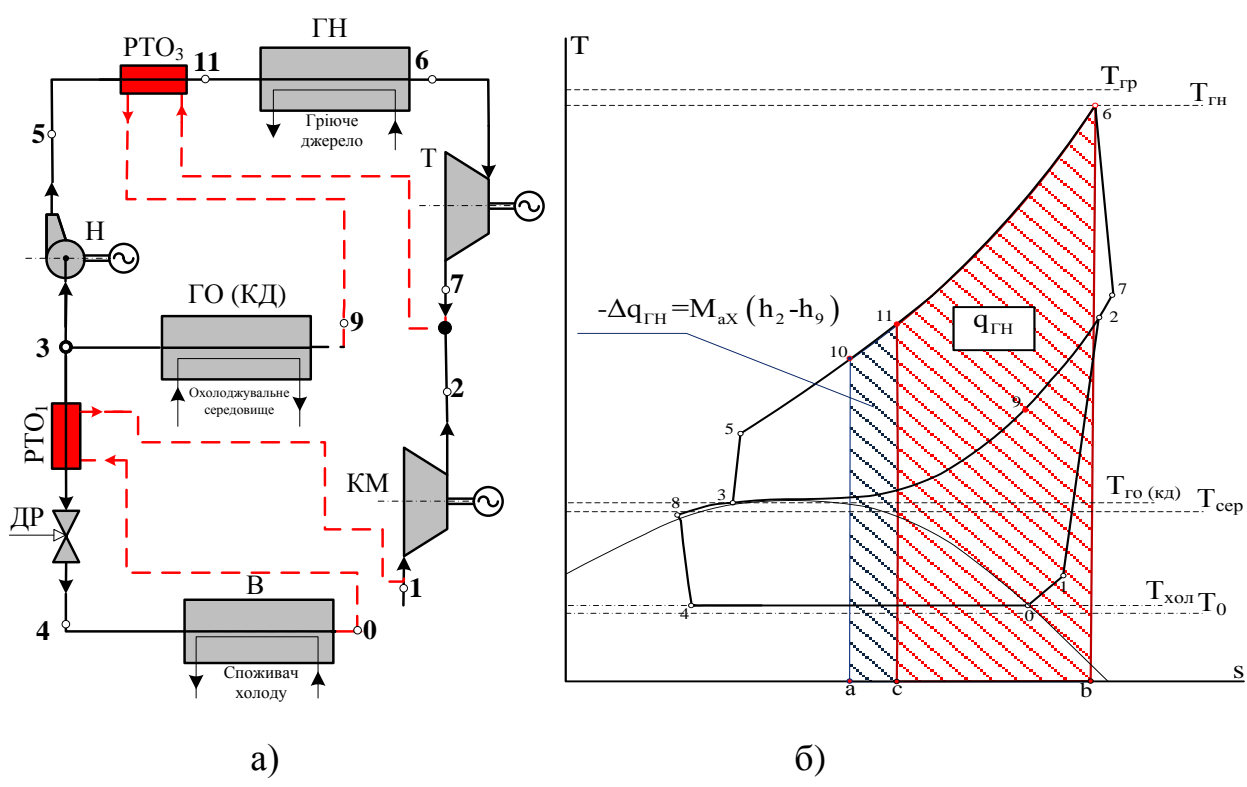 РТО₃
11
ГН
6
Гріюче
джерело
5
Т
Н
7
ГО (КД)
9
3
2
Охолоджувальне
середовище
РТО₁
КМ
ДР
1
В
4
0
Споживач
холоду
а)
T
Tгр
Tгн
6
7
2
-ΔqГН=MаХ(h₂-h₉)
11
qГН
10
9
5
3
Tго (кд)
Tсер
8
1
Tхол
T₀
4
0
a
c
b
s
б)